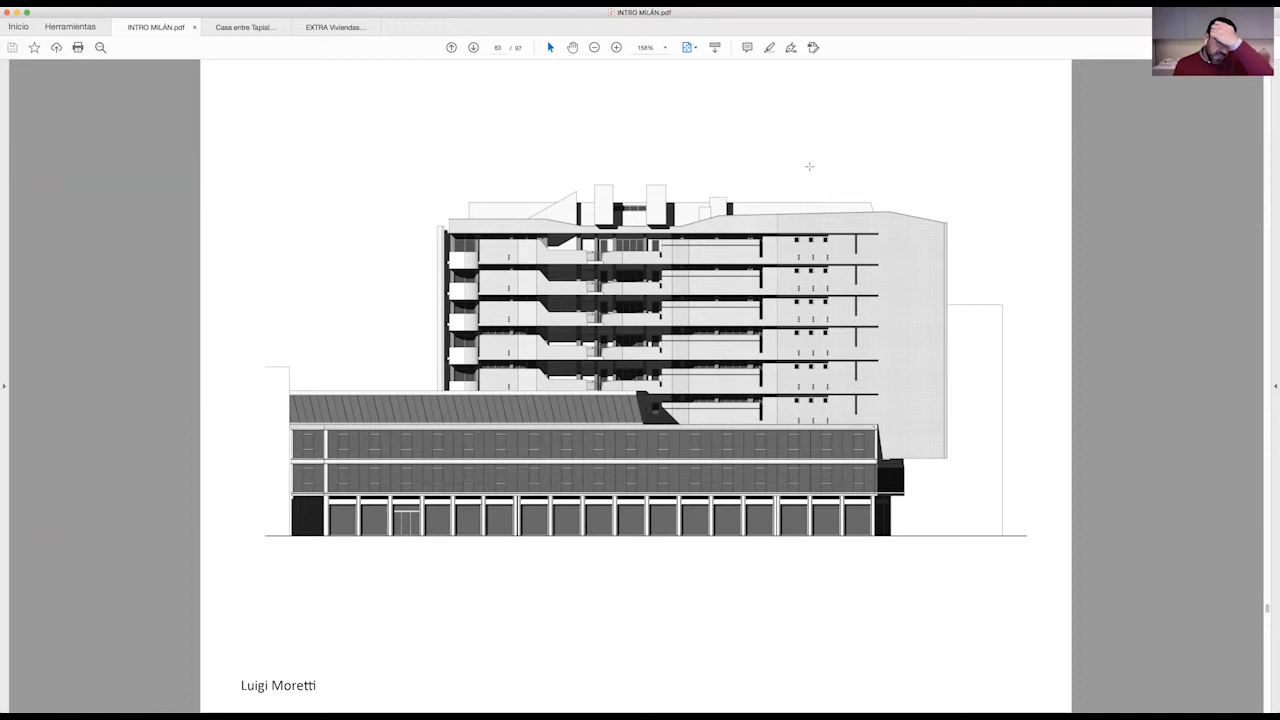 INTRO MILÁN.pdf
Inicio
Herramientas
INTRO MILÁN.pdf ×
Casa entre Tapial...
EXTRA Viviendas...
83 / 97
158%
Luigi Moretti